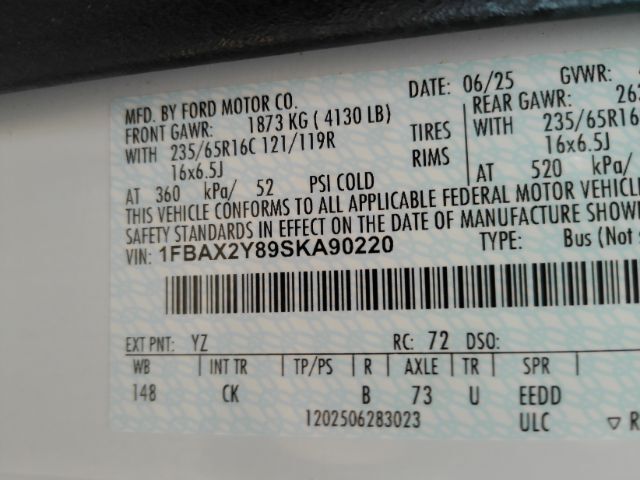 DATE: 06/25 GVWR:
MFD. BY FORD MOTOR CO. REAR GAWR: 262
FRONT GAWR: 1873 KG ( 4130 LB) TIRES WITH 235/65R16
WITH 235/65R16C 121/119R RIMS 16x6.5J
16x6.5J AT 520 kPa/
AT 360 kPa/ 52 PSI COLD
THIS VEHICLE CONFORMS TO ALL APPLICABLE FEDERAL MOTOR VEHICLE
SAFETY STANDARDS IN EFFECT ON THE DATE OF MANUFACTURE SHOW
VIN: 1FBAX2Y89SKA90220 TYPE: Bus (Not
EXT PNT: YZ RC: 72 DSO:
WB INT TR TP/PS R AXLE TR SPR
148 CK B 73 U EEDD
1202506283023 ULC ▽ R